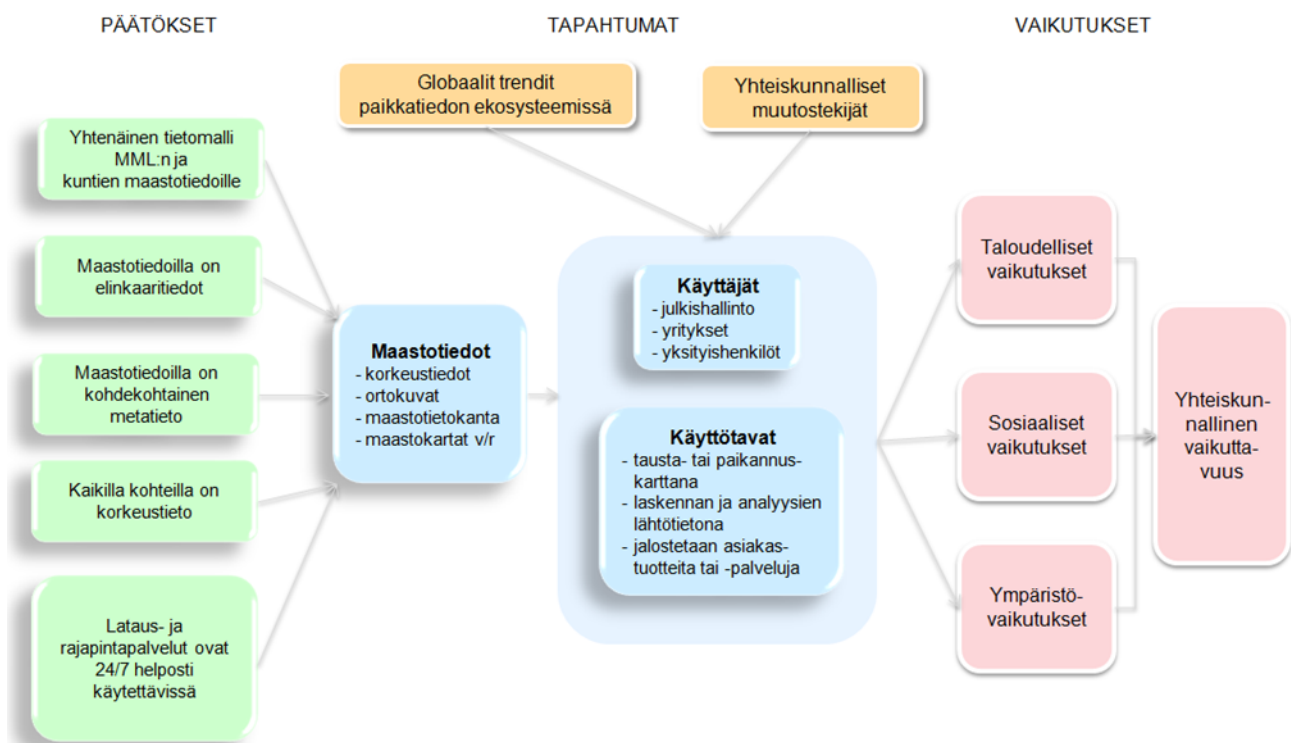 PÄÄTÖKSET
TAPAHTUMAT
VAIKUTUKSET
Globaalit trendit
paikkatiedon ekosysteemissä
Yhteiskunnalliset
muutostekijät
Yhtenäinen tietomalli
MML:n ja
kuntien maastotiedoille
Maastotiedoilla on
elinkaaritiedot
Maastotiedoilla on
kohdekohtainen
metatieto
Kaikilla kohteilla on
korkeustieto
Lataus- ja
rajapintapalvelut ovat
24/7 helposti
käytettävissä
Maastotiedot
- korkeustiedot
- ortokuvat
- maastotietokanta
- maastokartat v/r
Käyttäjät
- julkishallinto
- yritykset
- yksityishenkilöt
Käyttötavat
- tausta- tai paikannus-
karttana
- laskennan ja analyysien
lähtötietona
- jalostetaan asiakas-
tuotteita tai -palveluja
Taloudelliset
vaikutukset
Sosiaaliset
vaikutukset
Ympäristö-
vaikutukset
Yhteiskun-
nallinen
vaikutta-
vuus